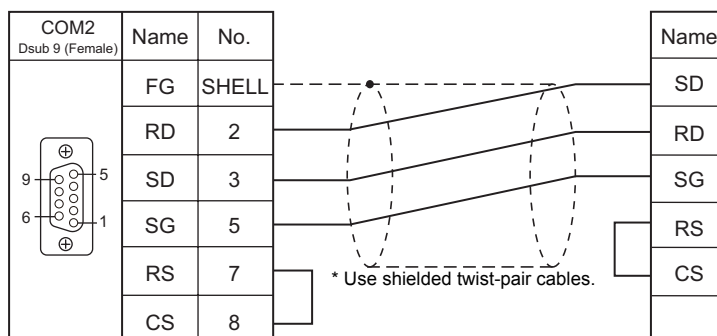 COM2
Dsub 9 (Female)
Name No.
FG SHELL
RD 2
SD 3
SG 5
RS 7
CS 8
9
5
6
1
* Use shielded twist-pair cables.
Name
SD
RD
SG
RS
CS